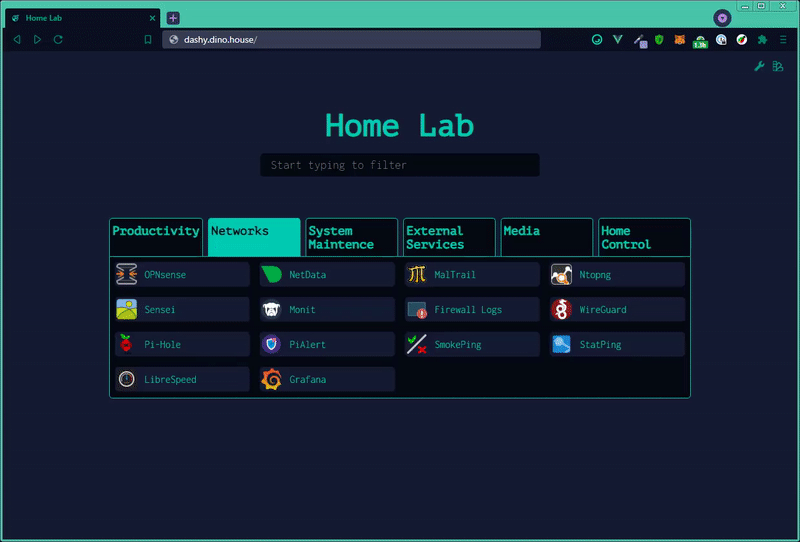 Home Lab
dashy.dino.house/
1.3k
Home Lab
Start typing to filter
Productivity
Networks
System
Maintence
External
Services
Media
Home
Control
OPNsense
NetData
MalTrail
Ntopng
Sensei
Monit
Firewall Logs
WireGuard
Pi-Hole
PiAlert
SmokePing
StatPing
LibreSpeed
Grafana